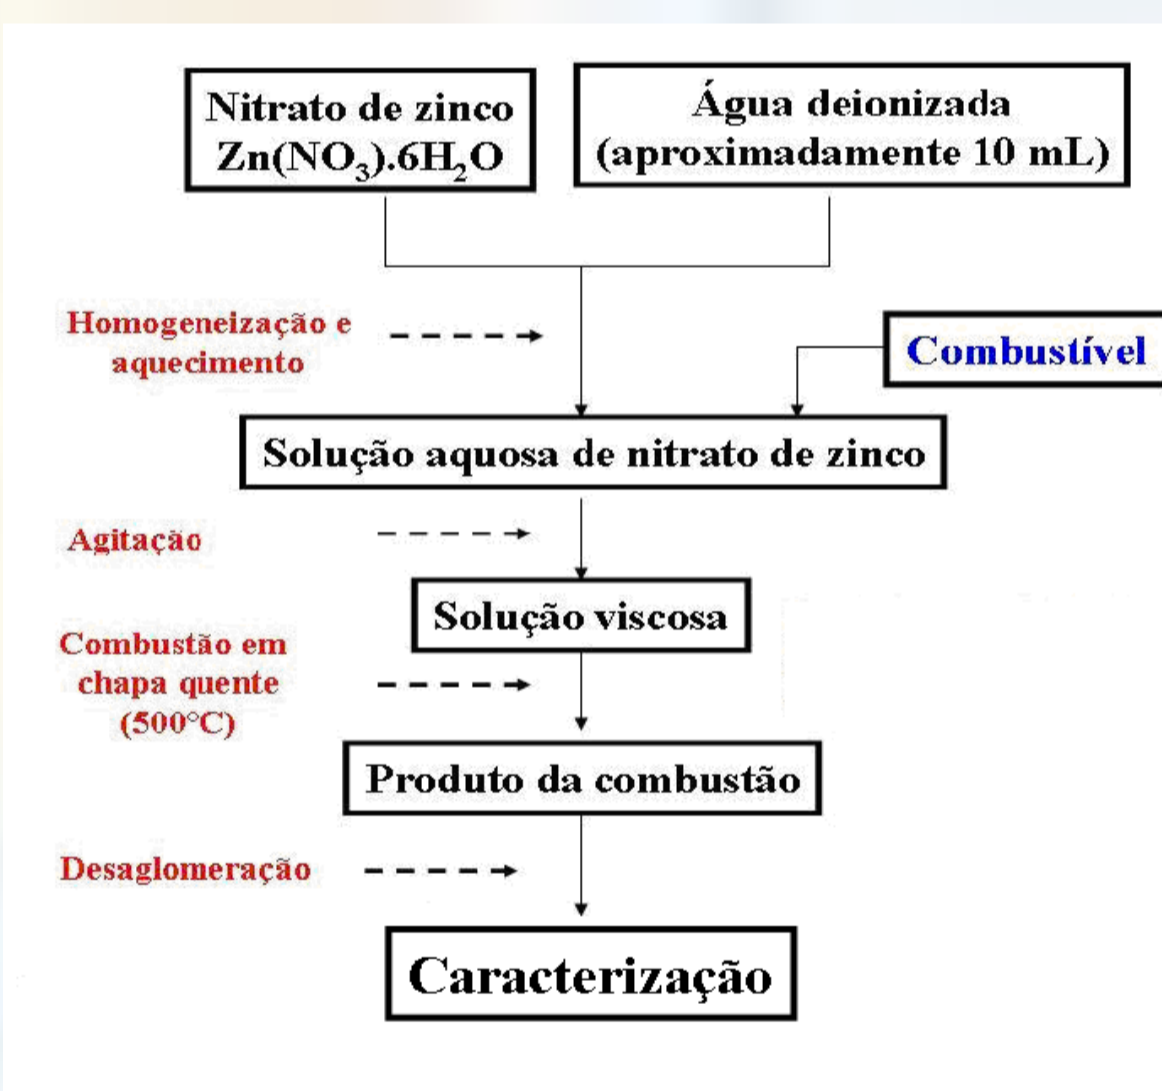 Nitrato de zinco
Zn(NO₃).6H₂O
Água deionizada
(aproximadamente 10 mL)
Homogeneização e
aquecimento
Combustível
Solução aquosa de nitrato de zinco
Agitação
Solução viscosa
Combustão em
chapa quente
(500°C)
Produto da combustão
Desaglomeração
Caracterização